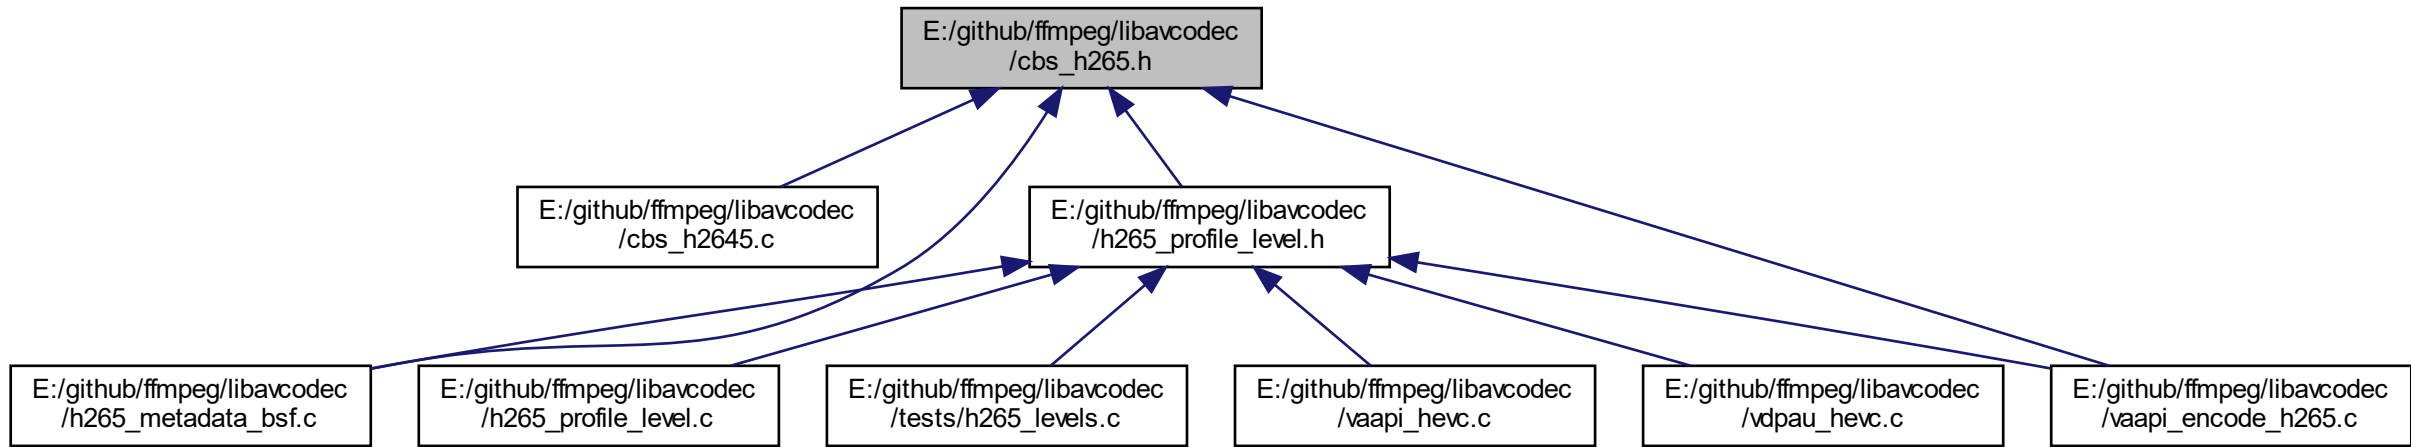 E:/github/ffmpeg/libavcodec
/cbs_h265.h
E:/github/ffmpeg/libavcodec
/cbs_h2645.c
E:/github/ffmpeg/libavcodec
/h265_profile_level.h
E:/github/ffmpeg/libavcodec
/h265_metadata_bsf.c
E:/github/ffmpeg/libavcodec
/h265_profile_level.c
E:/github/ffmpeg/libavcodec
/tests/h265_levels.c
E:/github/ffmpeg/libavcodec
/vaapi_hevc.c
E:/github/ffmpeg/libavcodec
/vdpau_hevc.c
E:/github/ffmpeg/libavcodec
/vaapi_encode_h265.c